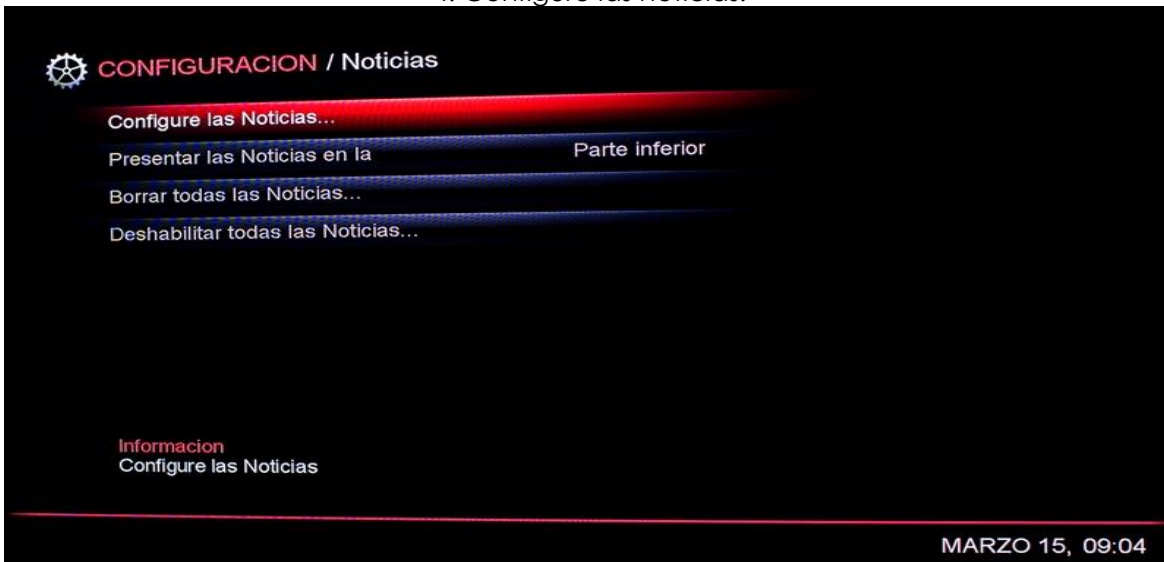 CONFIGURACION / Noticias
Configure las Noticias...
Presentar las Noticias en la Parte inferior
Borrar todas las Noticias...
Deshabilitar todas las Noticias...
Informacion
Configure las Noticias
MARZO 15, 09:04